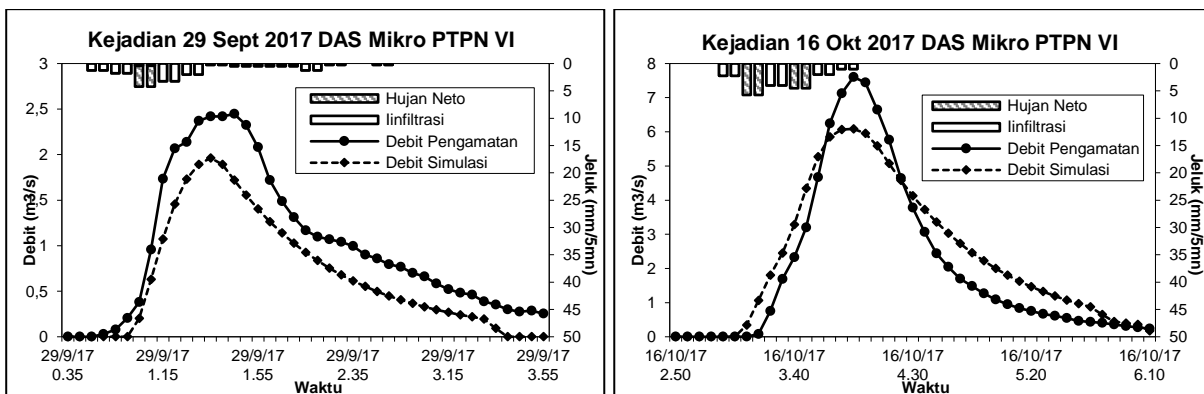 Kejadian 29 Sept 2017 DAS Mikro PTPN VI
3
2,5
2
1,5
1
0,5
0
Debit (m3/s)
0
5
10
15
20
25
30
35
40
45
50
Jeluk (mm/5mn)
Hujan Neto
Iinfiltrasi
Debit Pengamatan
Debit Simulasi
29/9/17 29/9/17 29/9/17 29/9/17 29/9/17 29/9/17
0.35 1.15 1.55 2.35 3.15 3.55
Waktu
Kejadian 16 Okt 2017 DAS Mikro PTPN VI
8
7
6
5
4
3
2
1
0
Debit (m3/s)
0
5
10
15
20
25
30
35
40
45
50
Jeluk (mm/5mn)
Hujan Neto
Iinfiltrasi
Debit Pengamatan
Debit Simulasi
16/10/17 16/10/17 16/10/17 16/10/17 16/10/17
2.50 3.40 4.30 5.20 6.10
Waktu